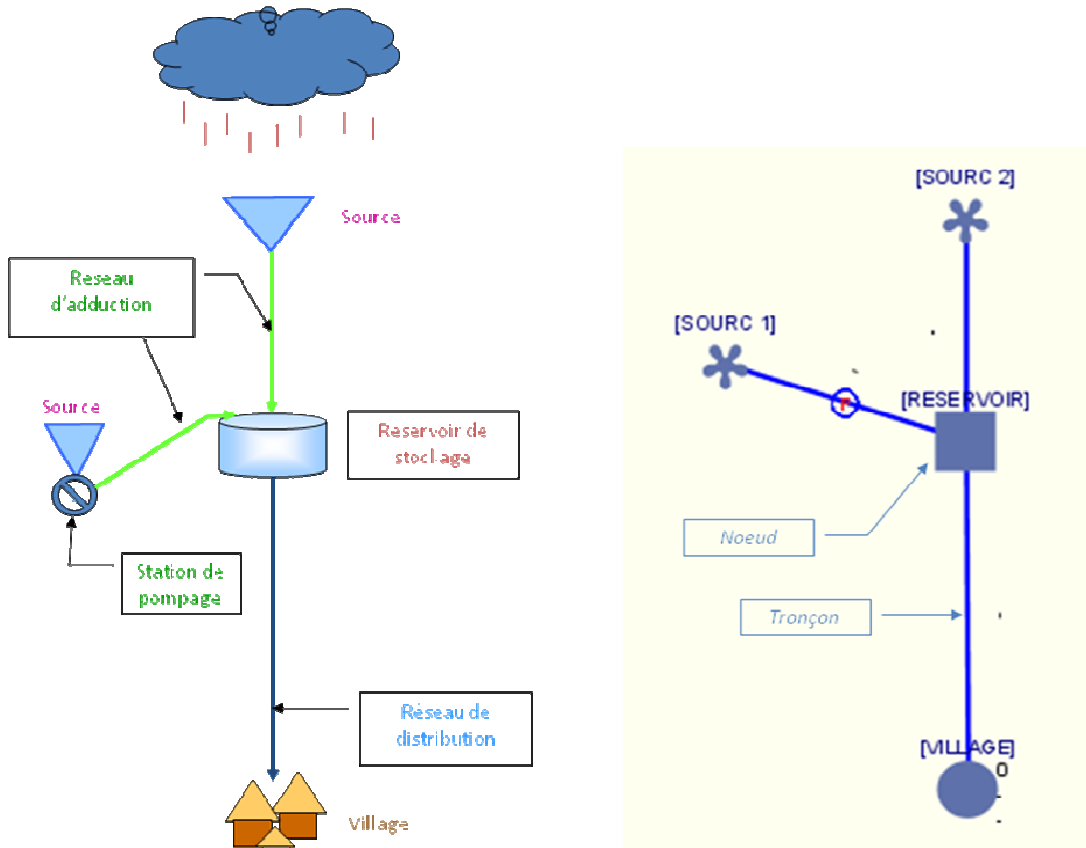 Source
Reseau
d'adduction
Source
Reservoir de
stockage
Station de
pompage
Réseau de
distribution
Village
[SOURC 2]
[SOURC 1]
[RESERVOIR]
Noeud
Tronçon
[VILLAGE]
0